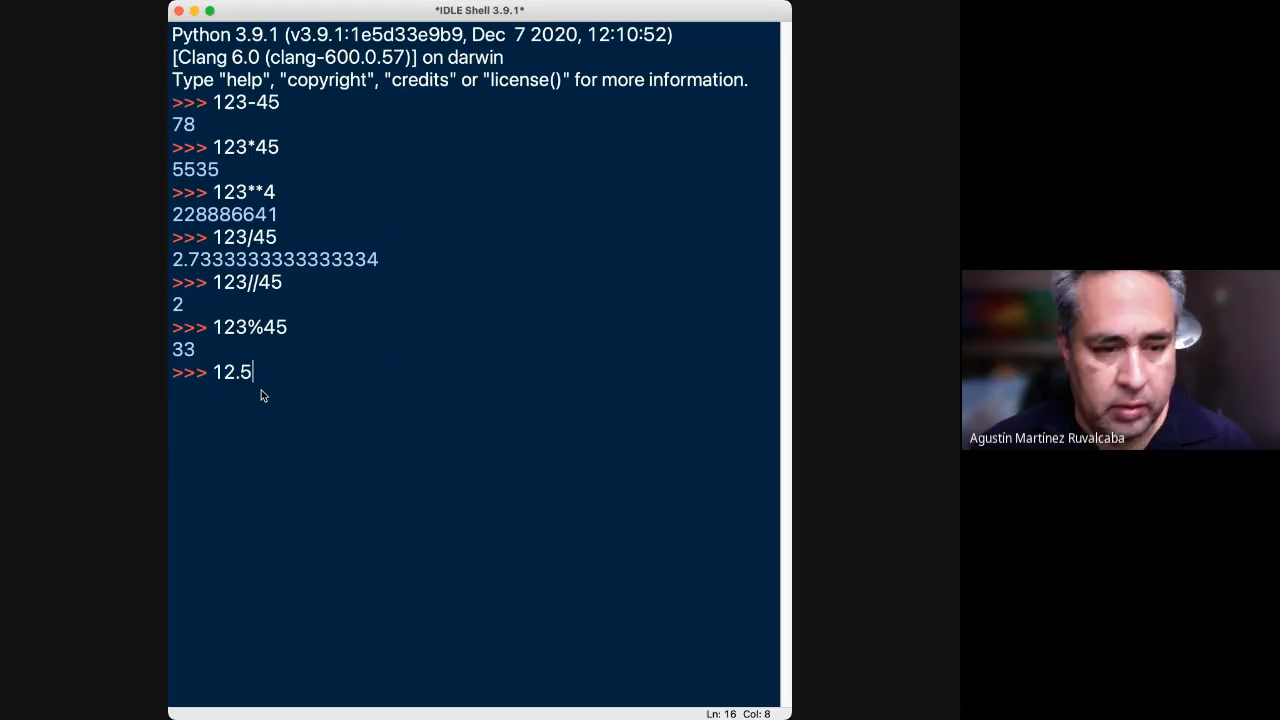 *IDLE Shell 3.9.1*
Python 3.9.1 (v3.9.1:1e5d33e9b9, Dec  7 2020, 12:10:52)
[Clang 6.0 (clang-600.0.57)] on darwin
Type "help", "copyright", "credits" or "license()" for more information.
>>> 123-45
78
>>> 123*45
5535
>>> 123**4
228886641
>>> 123/45
2.7333333333333334
>>> 123//45
2
>>> 123%45
33
>>> 12.5
Agustín Martínez Ruvalcaba
Ln: 16 Col: 8